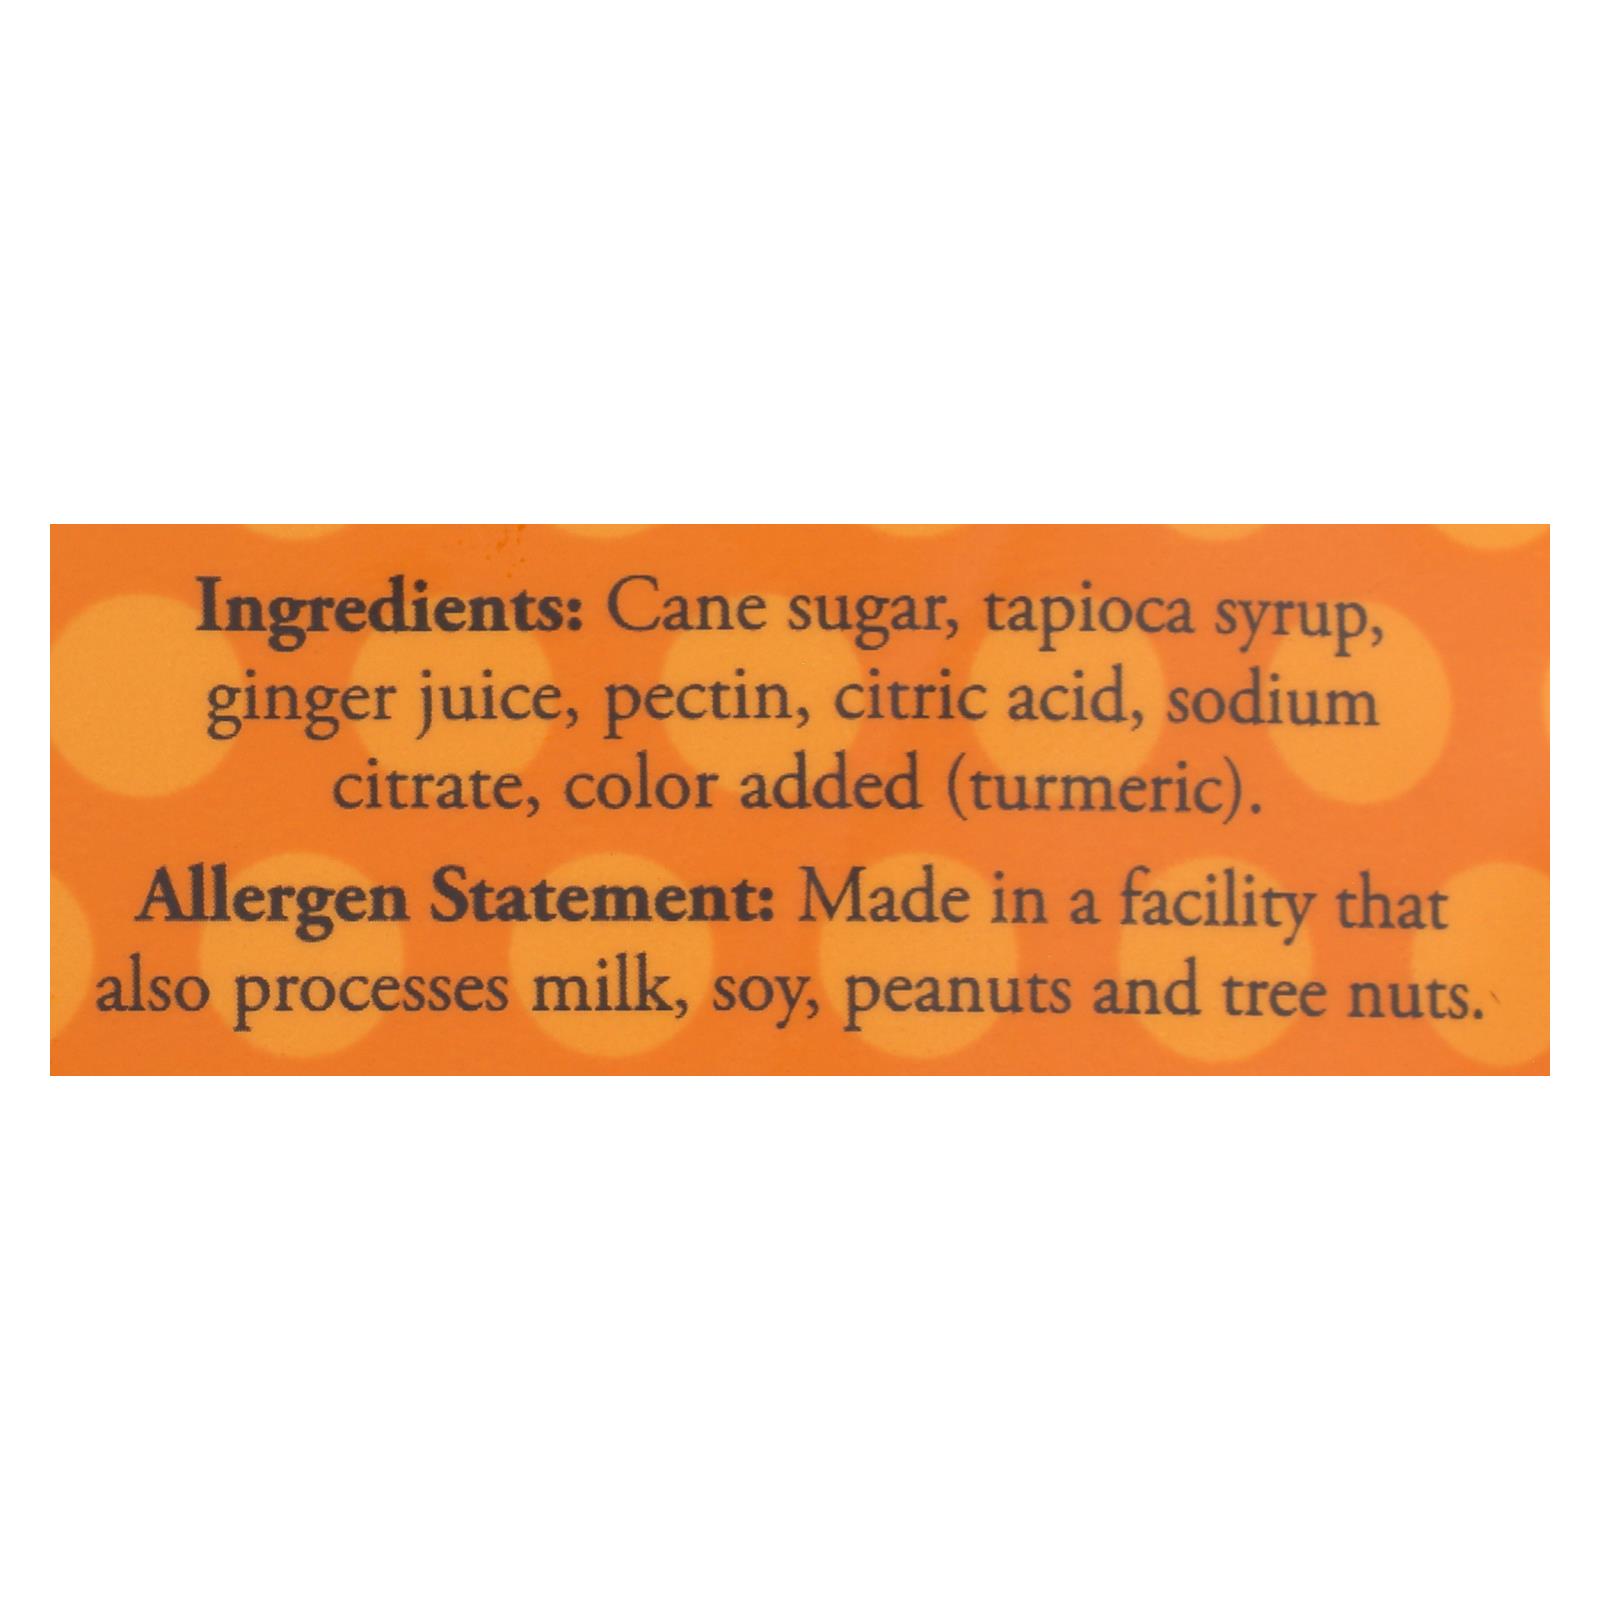 Ingredients: Cane sugar, tapioca syrup,
ginger juice, pectin, citric acid, sodium
citrate, color added (turmeric).
Allergen Statement: Made in a facility that
also processes milk, soy, peanuts and tree nuts.